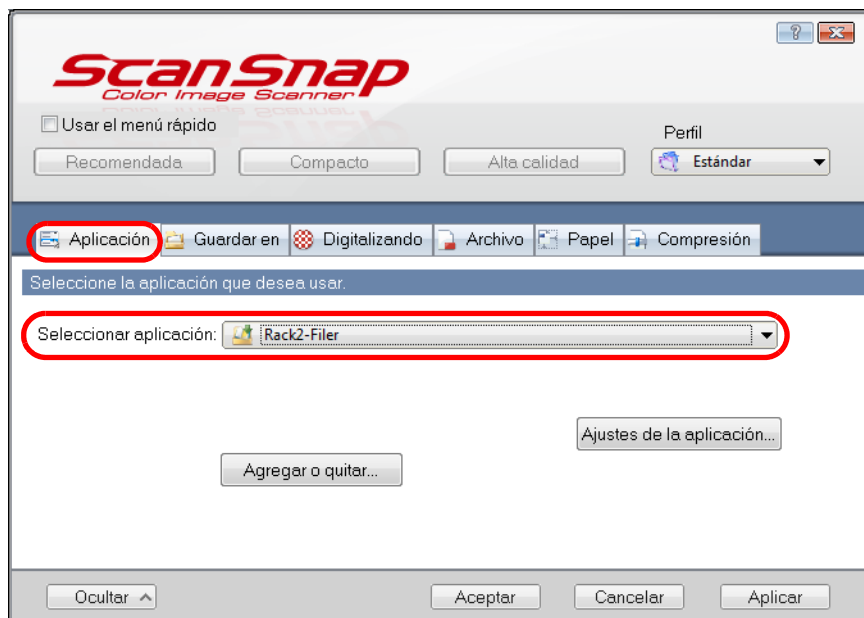 ScanSnap
Color Image Scanner
Usar el menú rápido
Perfil
Recomendada Compacto Alta calidad Estándar
Aplicación Guardar en Digitalizando Archivo Papel Compresión
Seleccione la aplicación que desea usar.
Seleccionar aplicación: Rack2-Filer
Ajustes de la aplicación...
Agregar o quitar...
Ocultar Aceptar Cancelar Aplicar